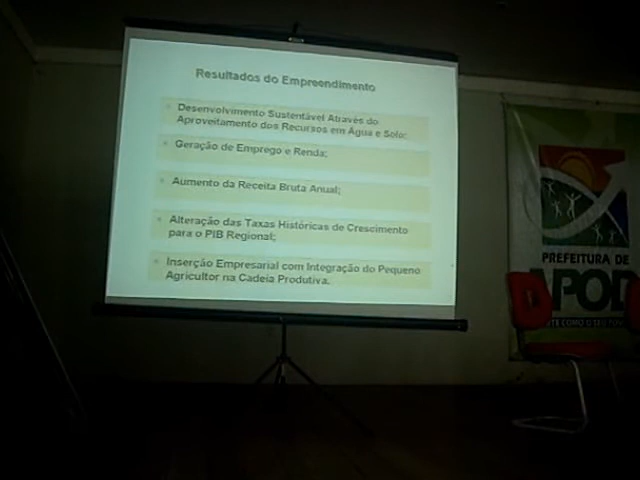 Resultados do Empreendimento
Desenvolvimento Sustentável Através do
Aproveitamento dos Recursos em Água e Solo;
Geração de Emprego e Renda;
Aumento da Receita Bruta Anual;
Alteração das Taxas Históricas de Crescimento
para o PIB Regional;
Inserção Empresarial com Integração do Pequeno
Agricultor na Cadeia Produtiva.
PREFEITURA DE
APOD